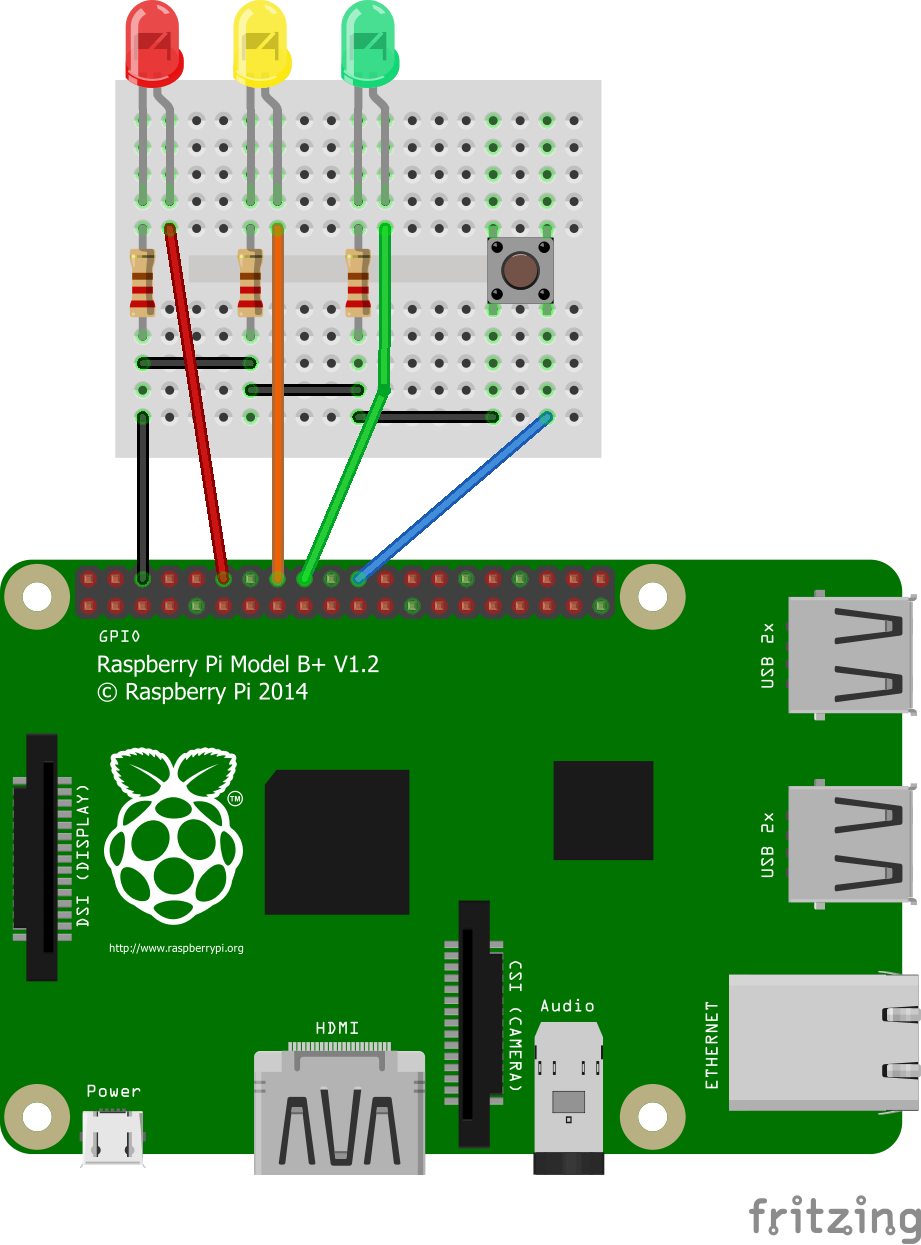 GPIO
Raspberry Pi Model B+ V1.2
© Raspberry Pi 2014
USB 2x
DSI (DISPLAY)
TM
USB 2x
http://www.raspberrypi.org
CSI (CAMERA)
Audio
ETHERNET
HDMI
Power
fritzing